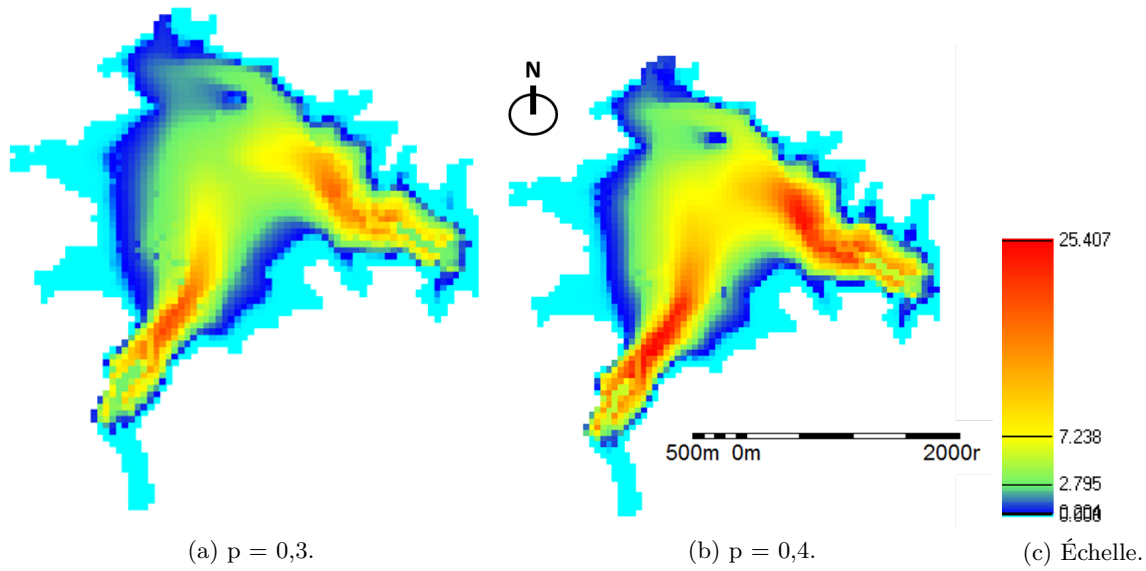 N
25.407
7.238
2.795
500m 0m 2000r
(a) p = 0,3.
(b) p = 0,4.
(c) Échelle.